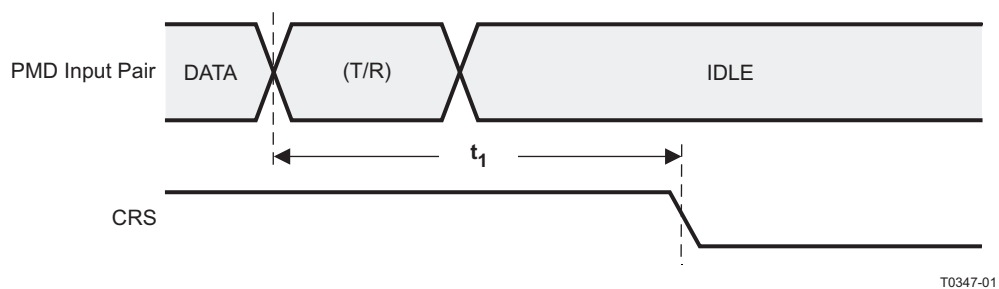 PMD Input Pair
DATA
(T/R)
IDLE
t1
CRS
T0347-01